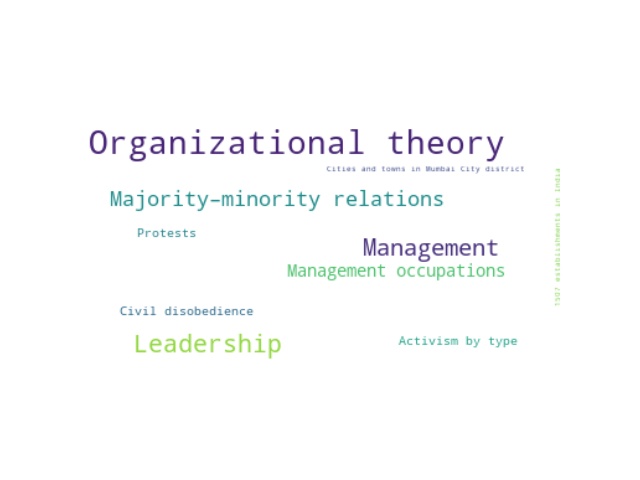 Organizational theory
Cities and towns in Mumbai City district
Majority–minority relations
Protests
Management
Management occupations
Civil disobedience
Leadership
Activism by type
1507 establishments in India